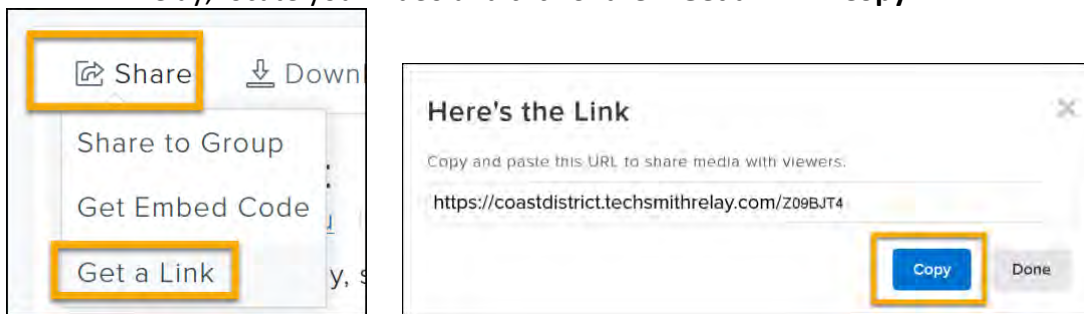 Share Downl
Share to Group
Get Embed Code
Get a Link
y, s
Here's the Link
Copy and paste this URL to share media with viewers.
https://coastdistrict.techsmithrelay.com/Z09BJT4
Copy Done